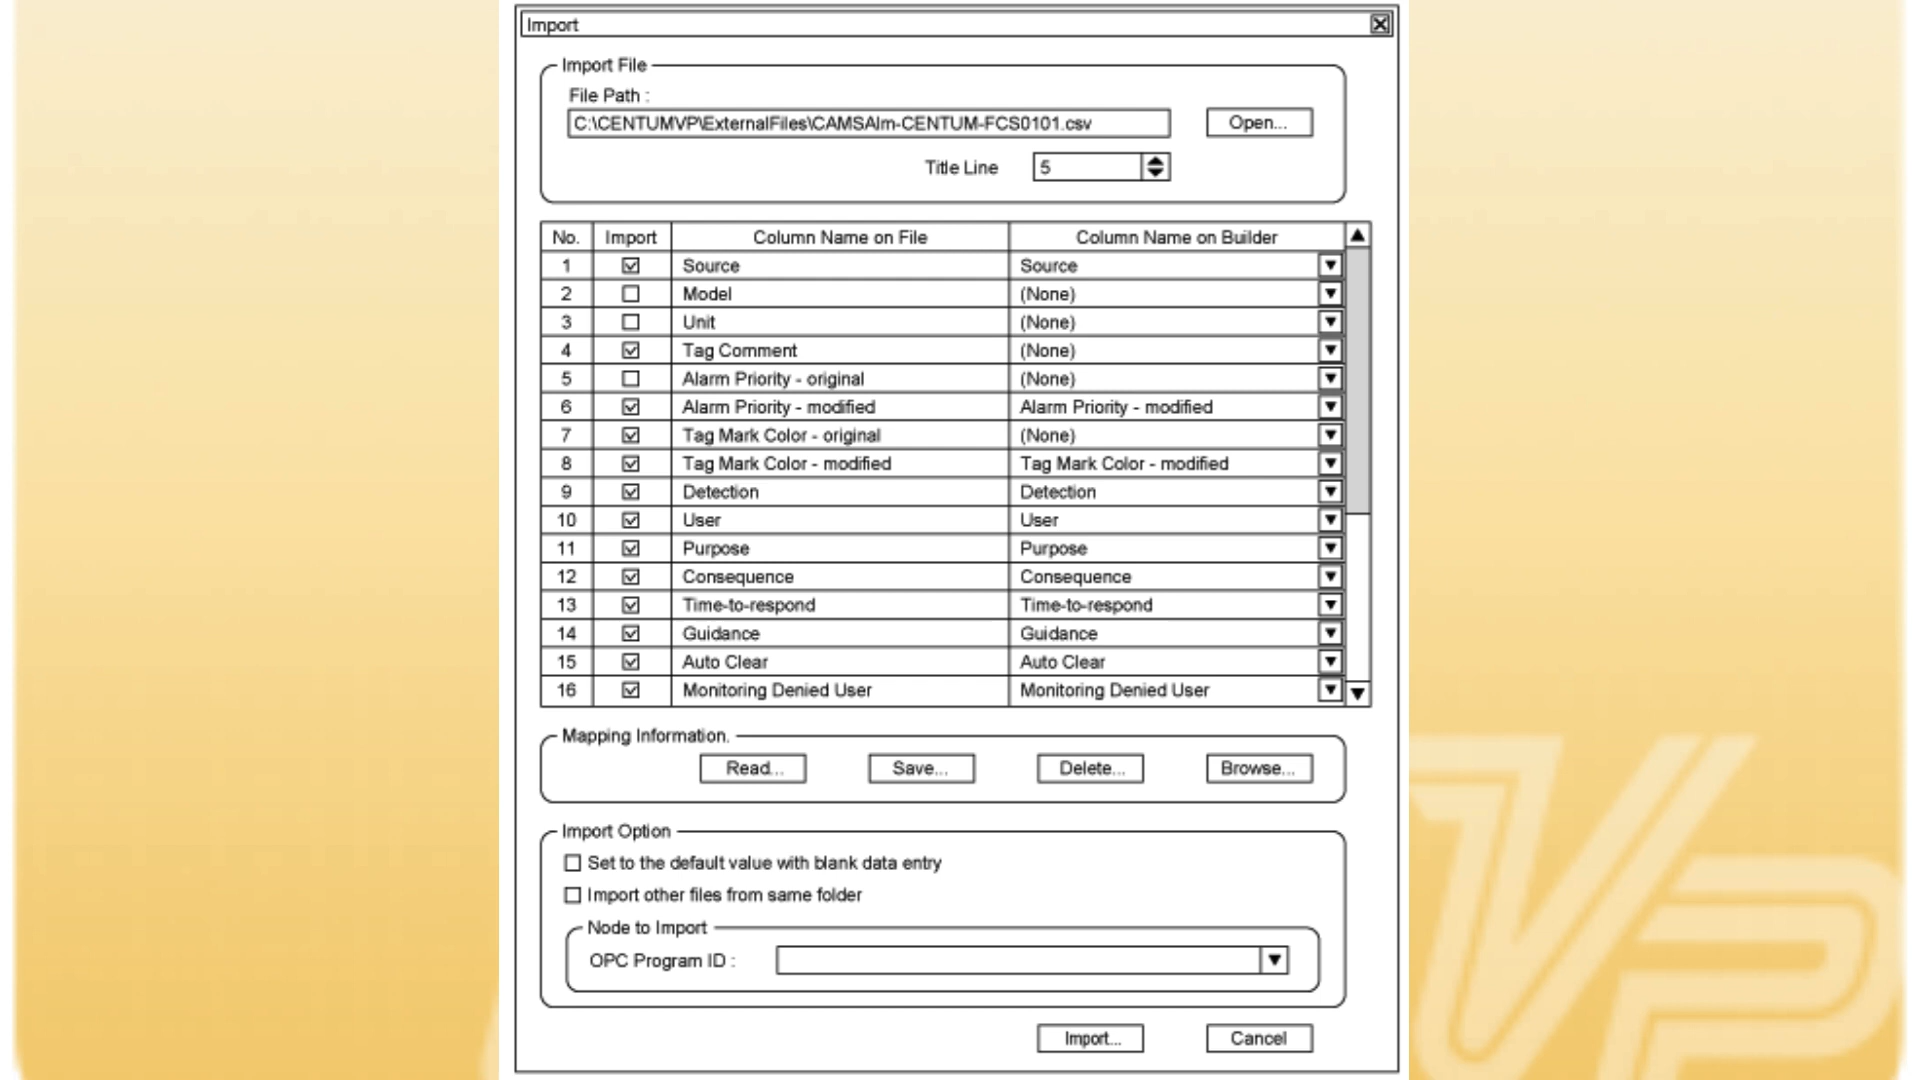 Import
Import File
File Path :
C:\CENTUMVP\ExternalFiles\CAMSAlm-CENTUM-FCS0101.csv
Open...
Title Line 5
No. Import Column Name on File Column Name on Builder
1 Source Source
2 Model (None)
3 Unit (None)
4 Tag Comment (None)
5 Alarm Priority - original (None)
6 Alarm Priority - modified Alarm Priority - modified
7 Tag Mark Color - original (None)
8 Tag Mark Color - modified Tag Mark Color - modified
9 Detection Detection
10 User User
11 Purpose Purpose
12 Consequence Consequence
13 Time-to-respond Time-to-respond
14 Guidance Guidance
15 Auto Clear Auto Clear
16 Monitoring Denied User Monitoring Denied User
Mapping Information.
Read... Save... Delete... Browse...
Import Option
Set to the default value with blank data entry
Import other files from same folder
Node to Import
OPC Program ID :
Import... Cancel
VP